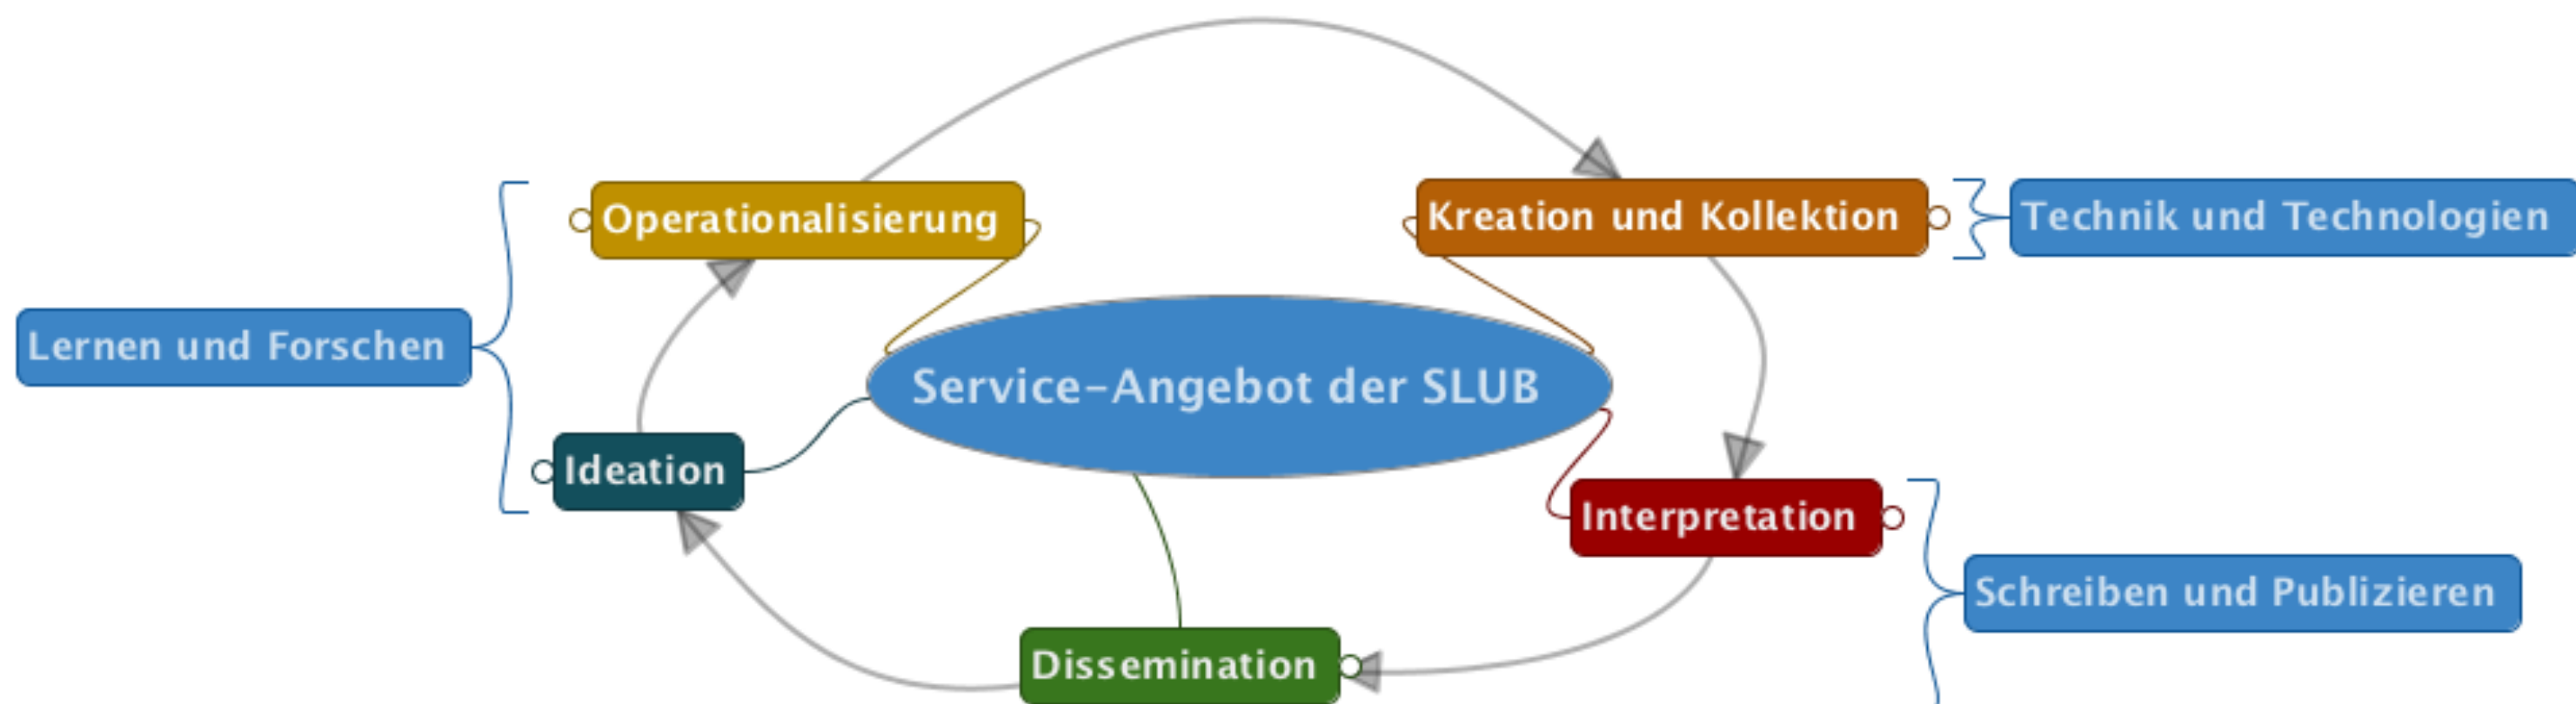 Operationalisierung
Kreation und Kollektion
Technik und Technologien
Lernen und Forschen
Service-Angebot der SLUB
Ideation
Interpretation
Schreiben und Publizieren
Dissemination